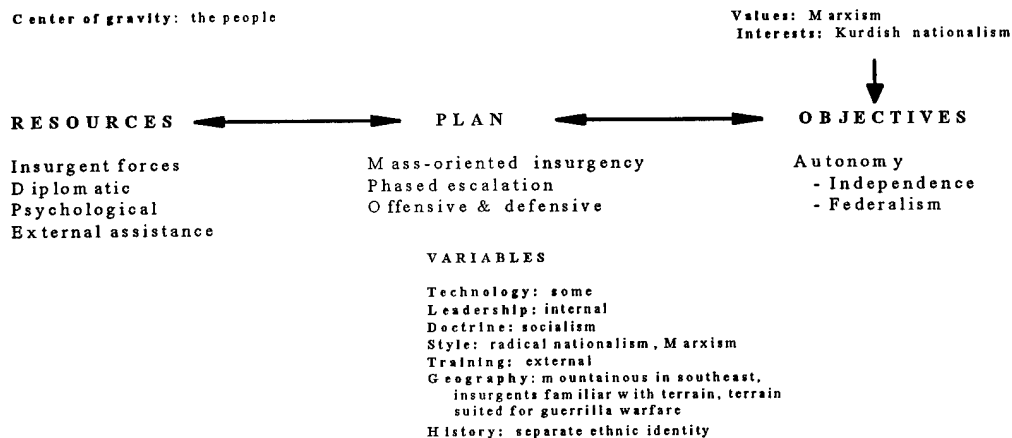 Center of gravity: the people
Values: Marxism
Interests: Kurdish nationalism
RESOURCES
Insurgent forces
Diplomatic
Psychological
External assistance
PLAN
Mass-oriented insurgency
Phased escalation
Offensive & defensive
OBJECTIVES
Autonomy
- Independence
- Federalism
VARIABLES
Technology: some
Leadership: internal
Doctrine: socialism
Style: radical nationalism, Marxism
Training: external
Geography: mountainous in southeast,
insurgents familiar with terrain, terrain
suited for guerrilla warfare
History: separate ethnic identity